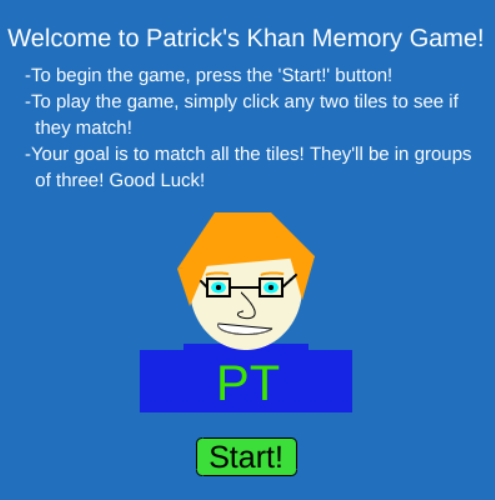 Welcome to Patrick's Khan Memory Game!
-To begin the game, press the 'Start!' button!
-To play the game, simply click any two tiles to see if
they match!
-Your goal is to match all the tiles! They'll be in groups
of three! Good Luck!
PT
Start!